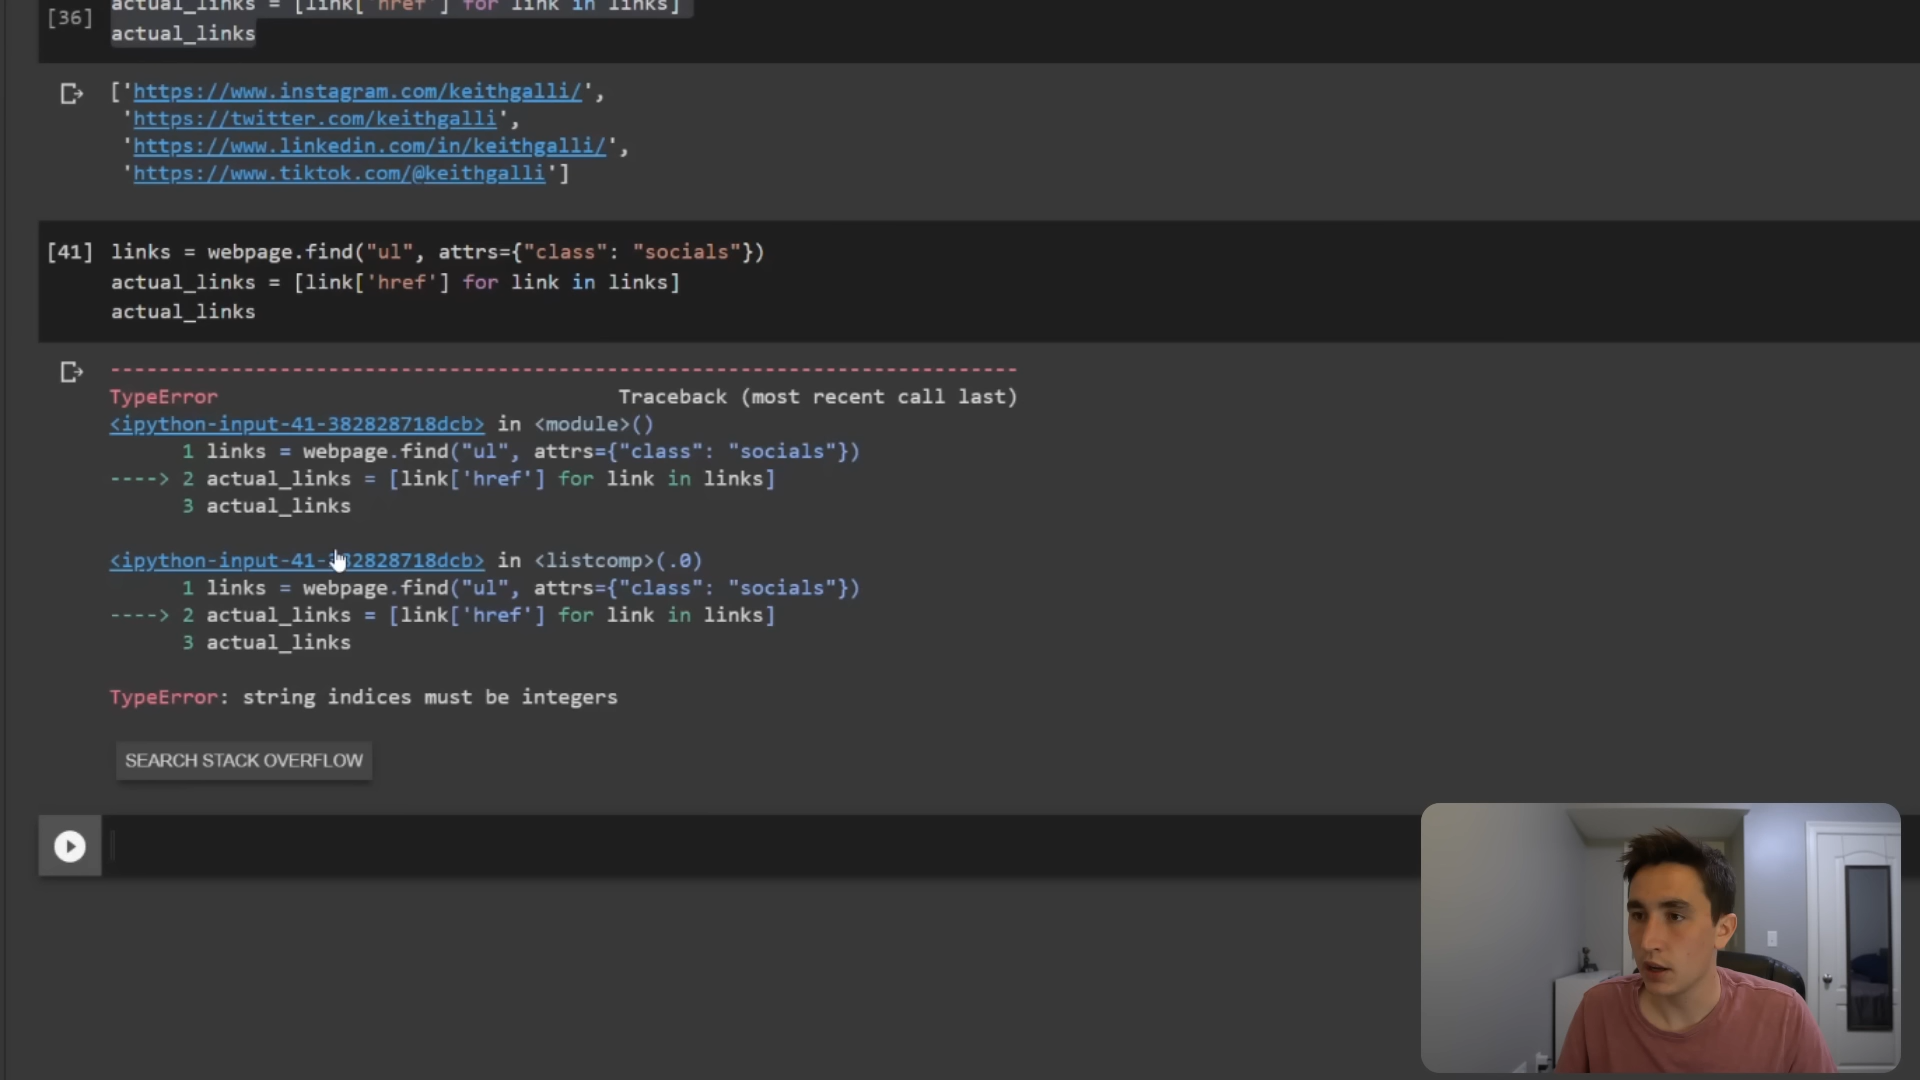 actual_links = [link['href'] for link in links]
[36]
actual_links
['https://www.instagram.com/keithgalli/',
'https://twitter.com/keithgalli',
'https://www.linkedin.com/in/keithgalli/',
'https://www.tiktok.com/@keithgalli']
[41] links = webpage.find("ul", attrs={"class": "socials"})
actual_links = [link['href'] for link in links]
actual_links
---------------------------------------------------------------------------
TypeError Traceback (most recent call last)
<ipython-input-41-382828718dcb> in <module>()
1 links = webpage.find("ul", attrs={"class": "socials"})
----> 2 actual_links = [link['href'] for link in links]
3 actual_links
<ipython-input-41-382828718dcb> in <listcomp>(.0)
1 links = webpage.find("ul", attrs={"class": "socials"})
----> 2 actual_links = [link['href'] for link in links]
3 actual_links
TypeError: string indices must be integers
SEARCH STACK OVERFLOW